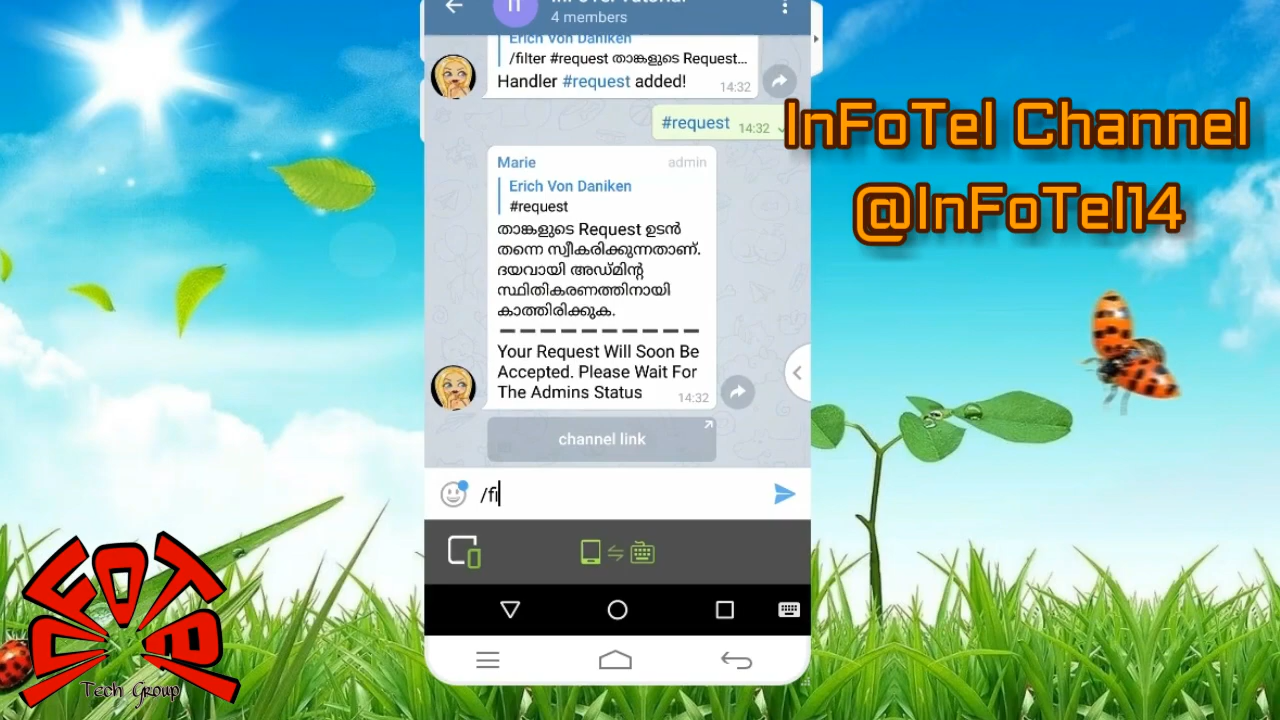 4 members
Erich Von Daniken
/filter #request താങ്കളുടെ Request...
Handler #request added!
14:32
#request
14:32
Marie
admin
Erich Von Daniken
#request
താങ്കളുടെ Request ഉടൻ
തന്നെ സ്വീകരിക്കുന്നതാണ്.
ദയവായി അഡ്മിന്റ
സ്ഥിതികരണത്തിനായി
കാത്തിരിക്കുക.
Your Request Will Soon Be
Accepted. Please Wait For
The Admins Status
14:32
channel link
/fi
InFoTel Channel
@InFoTel14
Tech Group